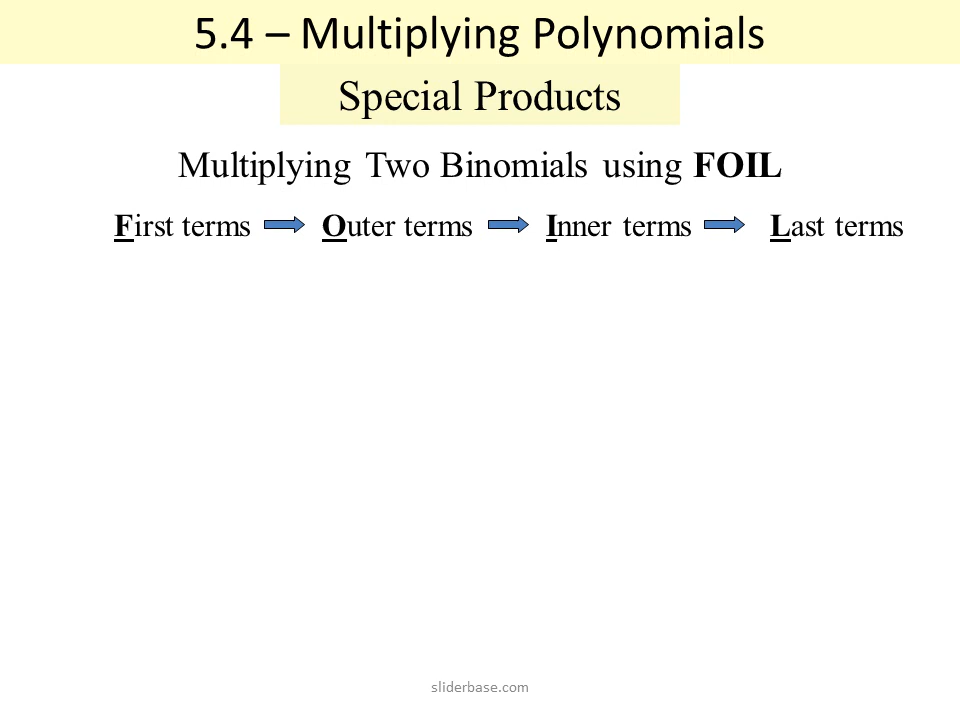 5.4 – Multiplying Polynomials
Special Products
Multiplying Two Binomials using FOIL
First terms Outer terms Inner terms Last terms
sliderbase.com